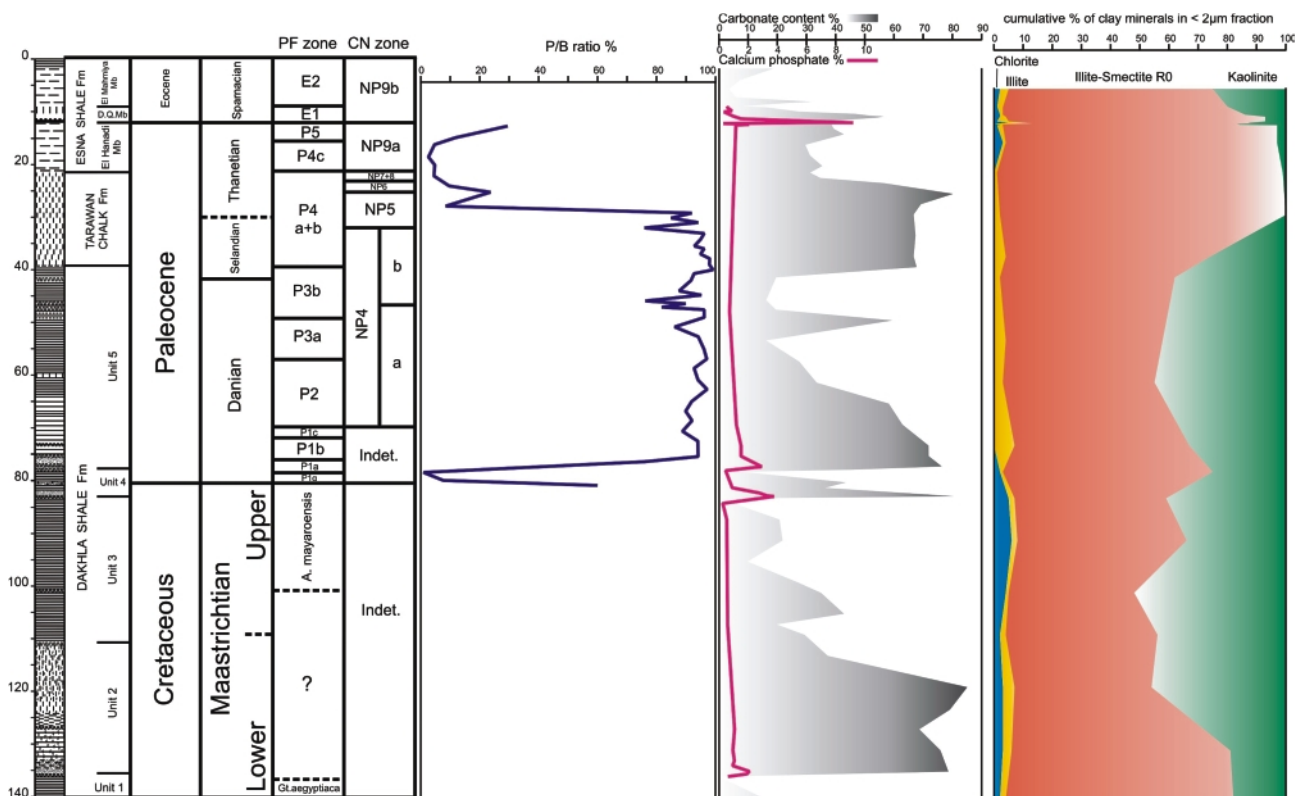 PF zone CN zone
P/B ratio %
0 20 40 60 80 100
Carbonate content %
0 10 20 30 40 50 60 70 80 90
0 2 4 6 8 10
Calcium phosphate %
cumulative % of clay minerals in < 2µm fraction
0 10 20 30 40 50 60 70 80 90 100
Chlorite
Illite
Illite-Smectite R0
Kaolinite
0
20
40
60
80
100
120
140
ESNA SHALE Fm
El Mahmiya Mb
D.Q.Mb
El Hanadi Mb
TARAWAN CHALK Fm
DAKHLA SHALE Fm
Unit 5
Unit 4
Unit 3
Unit 2
Unit 1
Eocene
Paleocene
Cretaceous
Sparnacian
Thanetian
Selandian
Danian
Maastrichtian
Upper
Lower
E2
E1
P5
P4c
P4
a+b
P3b
P3a
P2
P1c
P1b
P1a
P1α
A. mayaroensis
?
Gt.aegyptiaca
NP9b
NP9a
NP7+8
NP6
NP5
NP4
b
a
Indet.
Indet.